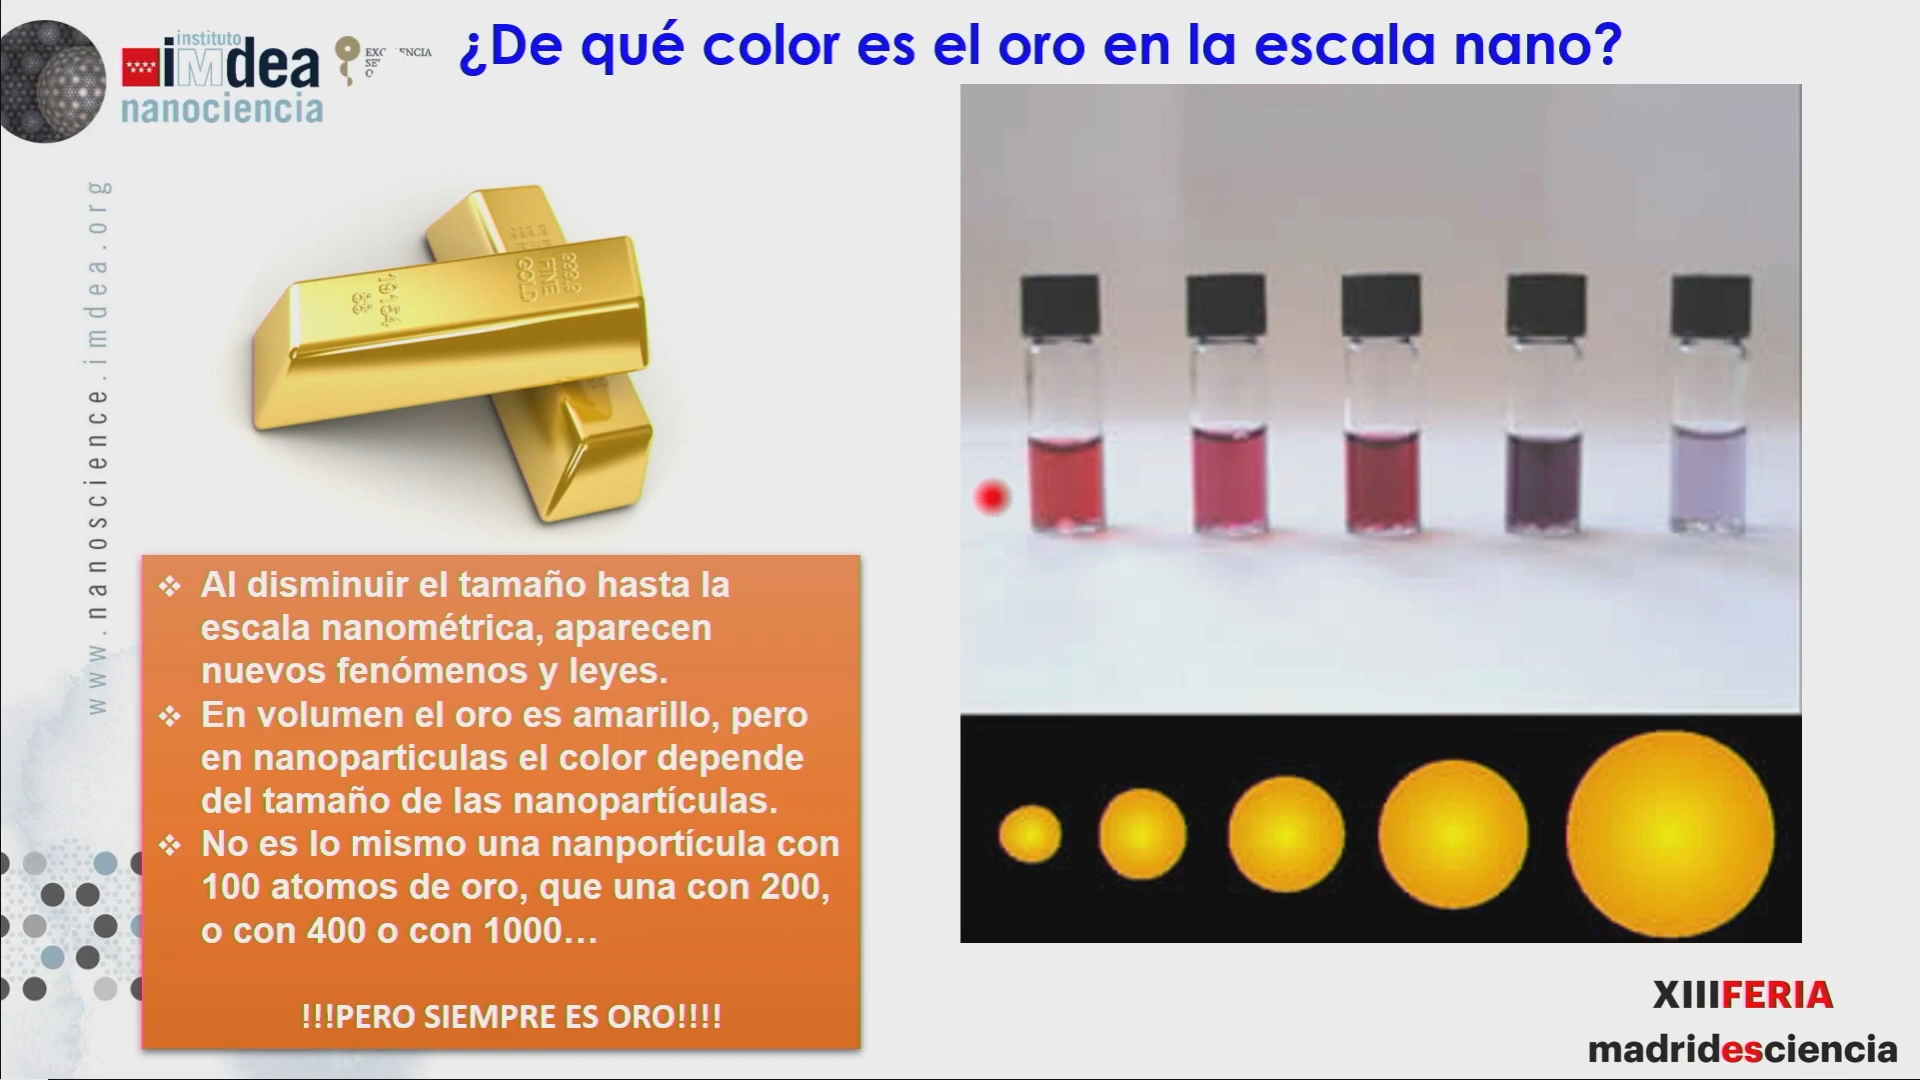 ¿De qué color es el oro en la escala nano?
instituto
imdea
nanociencia
www.nanoscience.imdea.org
999.9
FINE
GOLD
❖ Al disminuir el tamaño hasta la
escala nanométrica, aparecen
nuevos fenómenos y leyes.
❖ En volumen el oro es amarillo, pero
en nanoparticulas el color depende
del tamaño de las nanopartículas.
❖ No es lo mismo una nanportícula con
100 atomos de oro, que una con 200,
o con 400 o con 1000…
!!!PERO SIEMPRE ES ORO!!!!
XIIIFERIA
madridesciencia